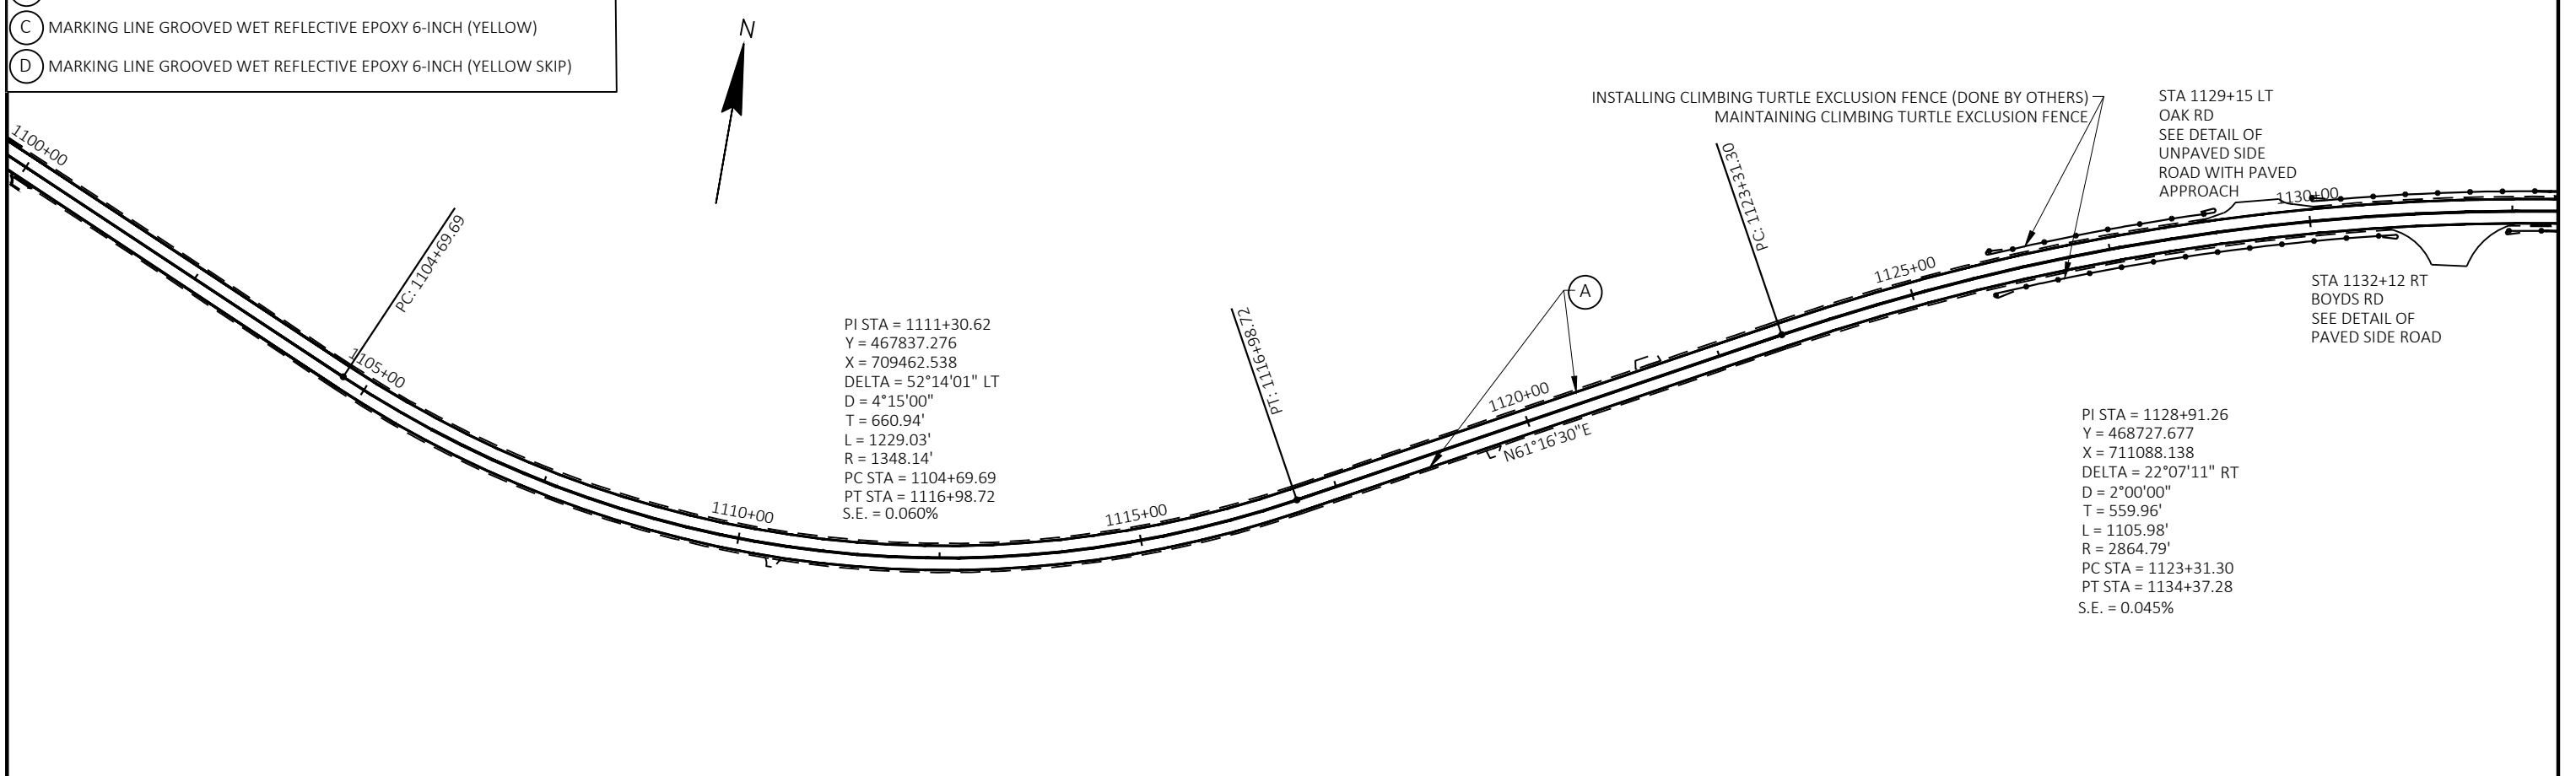 C MARKING LINE GROOVED WET REFLECTIVE EPOXY 6-INCH (YELLOW)
D MARKING LINE GROOVED WET REFLECTIVE EPOXY 6-INCH (YELLOW SKIP)
N
1100+00
PC: 1104+69.69
1105+00
1110+00
PI STA = 1111+30.62
Y = 467837.276
X = 709462.538
DELTA = 52°14'01" LT
D = 4°15'00"
T = 660.94'
L = 1229.03'
R = 1348.14'
PC STA = 1104+69.69
PT STA = 1116+98.72
S.E. = 0.060%
1115+00
PT: 1116+98.72
A
1120+00
N61°16'30"E
PC: 1123+31.30
INSTALLING CLIMBING TURTLE EXCLUSION FENCE (DONE BY OTHERS)
MAINTAINING CLIMBING TURTLE EXCLUSION FENCE
1125+00
STA 1129+15 LT
OAK RD
SEE DETAIL OF
UNPAVED SIDE
ROAD WITH PAVED
APPROACH
1130+00
STA 1132+12 RT
BOYDS RD
SEE DETAIL OF
PAVED SIDE ROAD
PI STA = 1128+91.26
Y = 468727.677
X = 711088.138
DELTA = 22°07'11" RT
D = 2°00'00"
T = 559.96'
L = 1105.98'
R = 2864.79'
PC STA = 1123+31.30
PT STA = 1134+37.28
S.E. = 0.045%